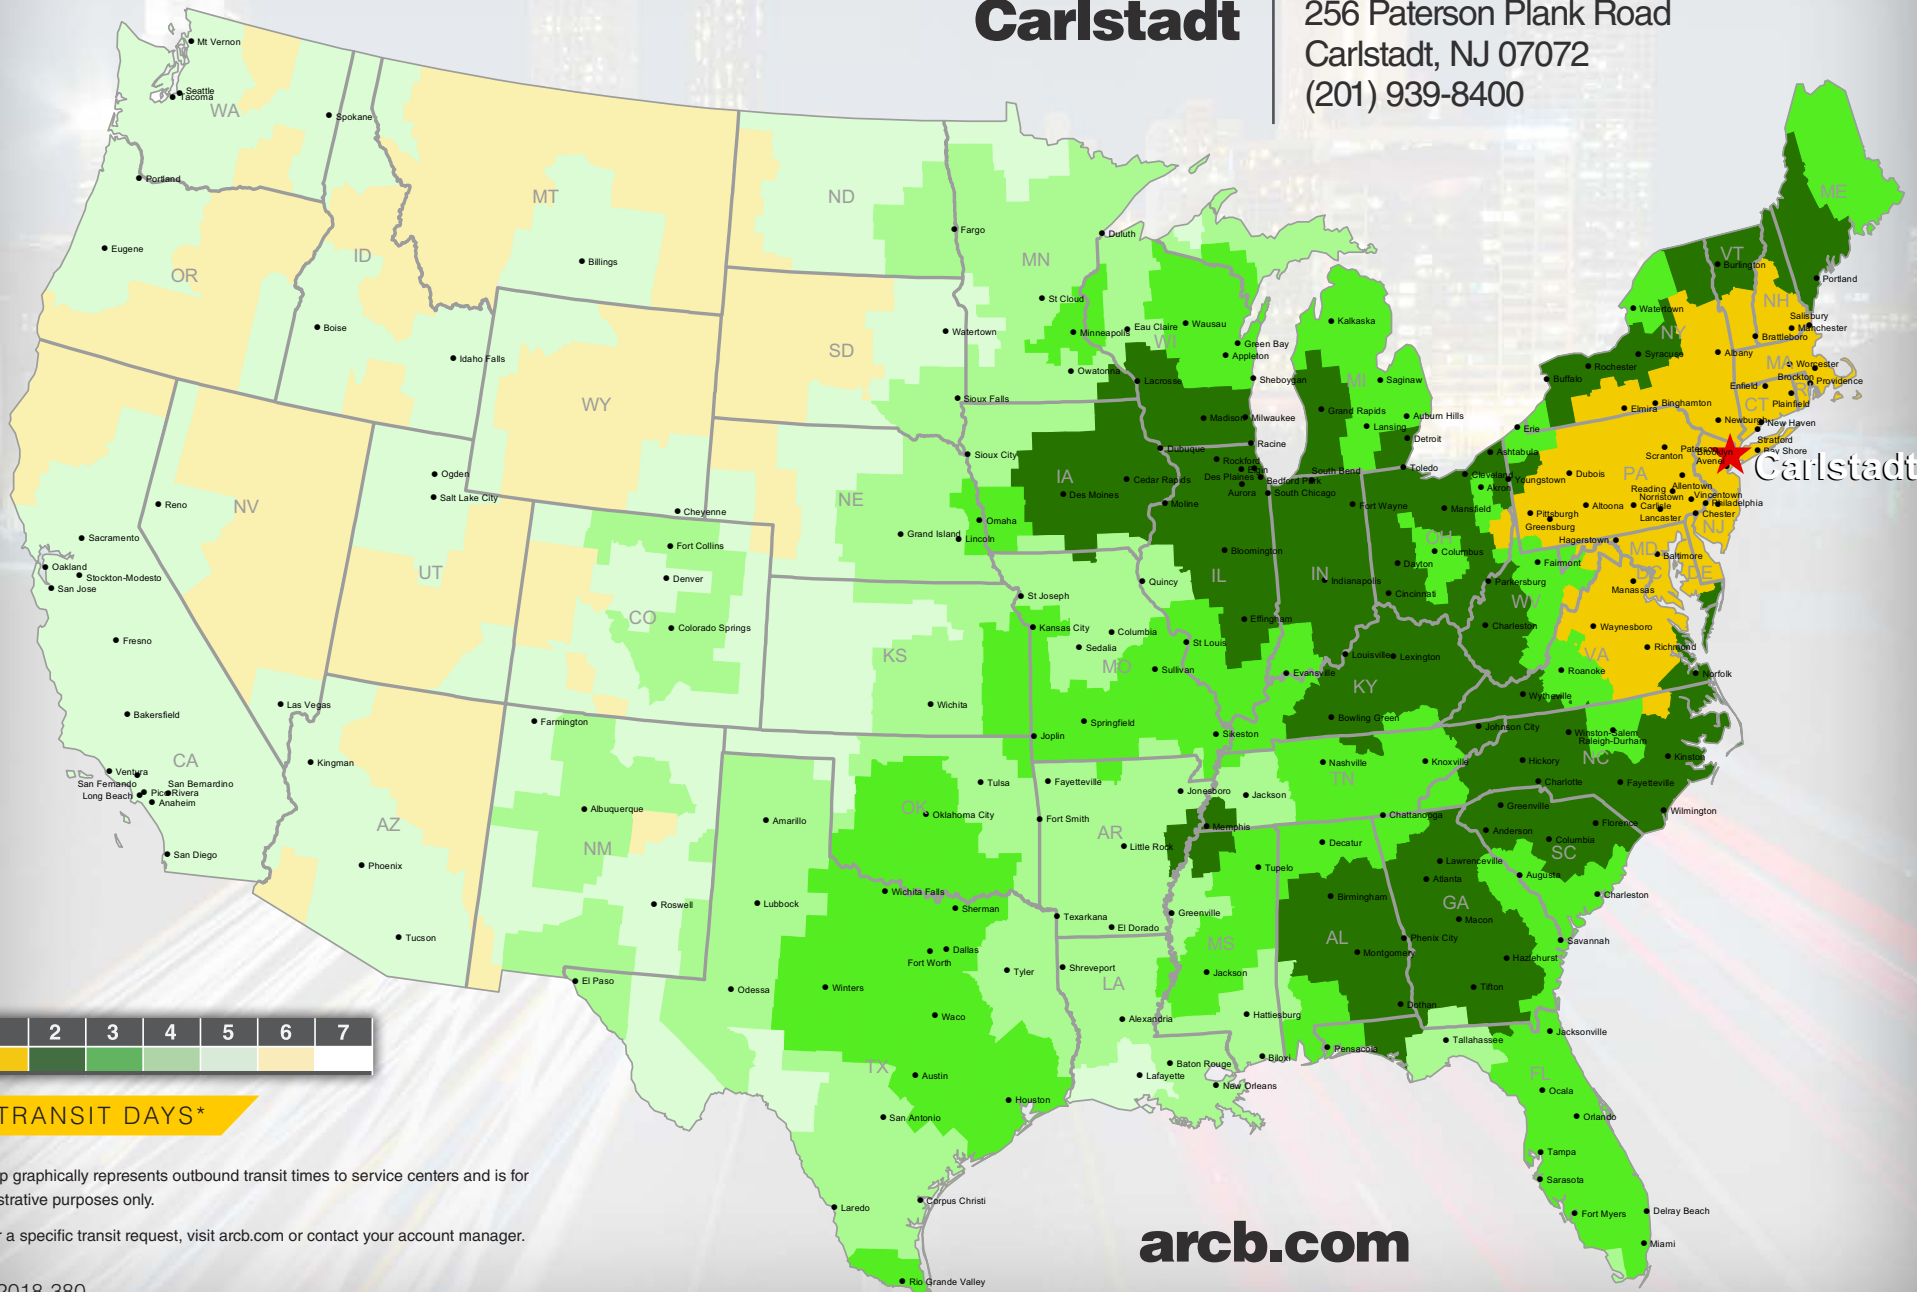 Carlstadt
256 Paterson Plank Road
Carlstadt, NJ 07072
(201) 939-8400
Mt Vernon
Seattle
Tacoma
WA
Spokane
Portland
Eugene
OR
ID
Boise
Idaho Falls
MT
Billings
ND
Fargo
MN
Duluth
St Cloud
Minneapolis
Owatonna
Watertown
SD
Sioux Falls
WY
Cheyenne
Eau Claire
Wausau
WI
Green Bay
Appleton
Lacrosse
Sheboygan
Madison
Milwaukee
Racine
Kalkaska
MI
Saginaw
Grand Rapids
Lansing
Auburn Hills
Detroit
ME
VT
Burlington
Portland
NH
Salisbury
Manchester
Brattleboro
Watertown
NY
Syracuse
Rochester
Buffalo
Albany
MA
Worcester
Brockton
Providence
Enfield
CT
Plainfield
Elmira
Binghamton
Newburgh
New Haven
Stratford
Bay Shore
Brooklyn
Avenel
Carlstadt
Erie
Ashtabula
Scranton
PA
Dubois
Youngstown
Cleveland
Akron
Toledo
Mansfield
Reading
Allentown
Norristown
Vincentown
Philadelphia
Pittsburgh
Greensburg
Altoona
Carlisle
Lancaster
Chester
NJ
Hagerstown
MD
Baltimore
DC
DE
Manassas
OH
Columbus
Dayton
Cincinnati
Fairmont
Parkersburg
WV
Charleston
Waynesboro
VA
Richmond
Roanoke
Norfolk
Wytheville
Sioux City
IA
Dubuque
Cedar Rapids
Des Moines
Moline
Rockford
Elgin
Des Plaines
Bedford Park
Aurora
South Chicago
South Bend
Fort Wayne
Bloomington
IL
IN
Indianapolis
Effingham
Evansville
Louisville
Lexington
KY
Bowling Green
Ogden
Salt Lake City
UT
Reno
NV
Sacramento
Oakland
Stockton-Modesto
San Jose
Fresno
Bakersfield
Las Vegas
CA
Ventura
San Fernando
San Bernardino
Long Beach
Pico Rivera
Anaheim
San Diego
Kingman
AZ
Phoenix
Tucson
Fort Collins
Denver
CO
Colorado Springs
NE
Grand Island
Omaha
Lincoln
KS
Wichita
St Joseph
Quincy
Kansas City
Columbia
Sedalia
MO
St Louis
Sullivan
Springfield
Joplin
Sikeston
Farmington
Albuquerque
NM
Roswell
Amarillo
Lubbock
El Paso
Odessa
Tulsa
OK
Oklahoma City
Wichita Falls
Sherman
Dallas
Fort Worth
Tyler
Winters
Waco
TX
Austin
San Antonio
Houston
Laredo
Corpus Christi
Rio Grande Valley
Fayetteville
Jonesboro
Fort Smith
AR
Little Rock
Texarkana
El Dorado
Shreveport
LA
Alexandria
Baton Rouge
Lafayette
New Orleans
Memphis
Jackson
Nashville
TN
Knoxville
Chattanooga
Johnson City
Tupelo
Greenville
MS
Jackson
Hattiesburg
Biloxi
Decatur
Birmingham
AL
Montgomery
Phenix City
Dothan
Pensacola
Winston-Salem
Raleigh-Durham
NC
Hickory
Kinston
Charlotte
Fayetteville
Wilmington
Greenville
Anderson
Florence
Columbia
SC
Charleston
Lawrenceville
Atlanta
Augusta
GA
Macon
Savannah
Hazlehurst
Tifton
Tallahassee
Jacksonville
FL
Ocala
Orlando
Tampa
Sarasota
Fort Myers
Delray Beach
Miami
2 3 4 5 6 7
TRANSIT DAYS*
p graphically represents outbound transit times to service centers and is for
strative purposes only.
r a specific transit request, visit arcb.com or contact your account manager.
arcb.com